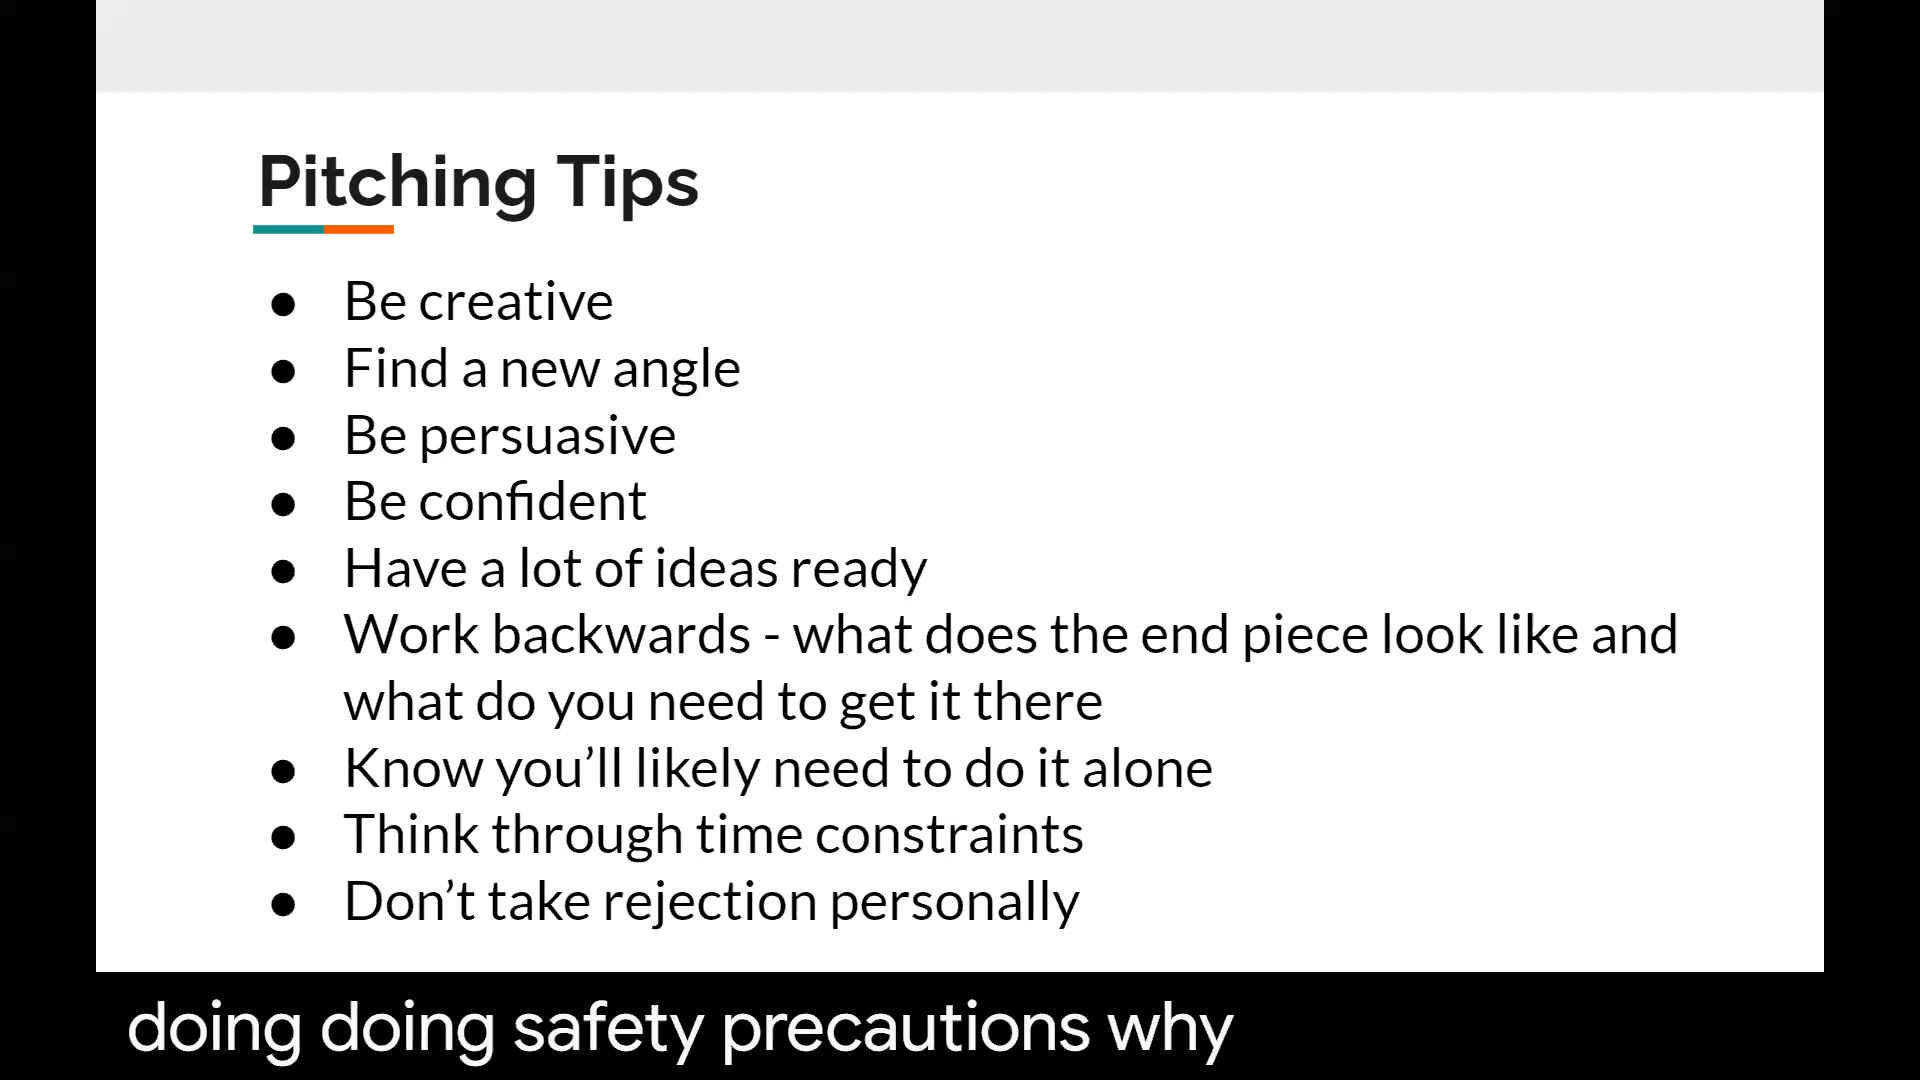 Pitching Tips
● Be creative
● Find a new angle
● Be persuasive
● Be confident
● Have a lot of ideas ready
● Work backwards - what does the end piece look like and
what do you need to get it there
● Know you’ll likely need to do it alone
● Think through time constraints
● Don’t take rejection personally
doing doing safety precautions why